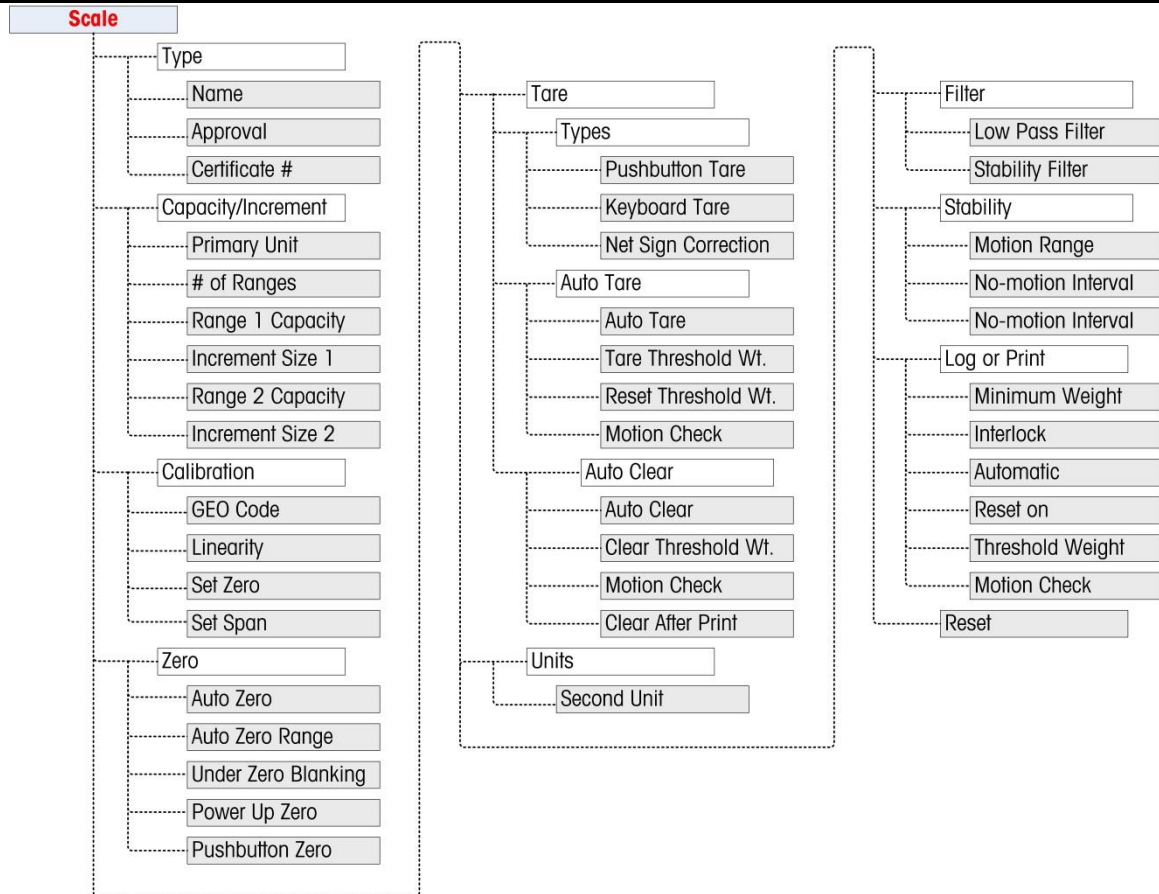 Scale
Type
Name
Approval
Certificate #
Capacity/Increment
Primary Unit
# of Ranges
Range 1 Capacity
Increment Size 1
Range 2 Capacity
Increment Size 2
Calibration
GEO Code
Linearity
Set Zero
Set Span
Zero
Auto Zero
Auto Zero Range
Under Zero Blanking
Power Up Zero
Pushbutton Zero
Tare
Types
Pushbutton Tare
Keyboard Tare
Net Sign Correction
Auto Tare
Auto Tare
Tare Threshold Wt.
Reset Threshold Wt.
Motion Check
Auto Clear
Auto Clear
Clear Threshold Wt.
Motion Check
Clear After Print
Units
Second Unit
Filter
Low Pass Filter
Stability Filter
Stability
Motion Range
No-motion Interval
No-motion Interval
Log or Print
Minimum Weight
Interlock
Automatic
Reset on
Threshold Weight
Motion Check
Reset